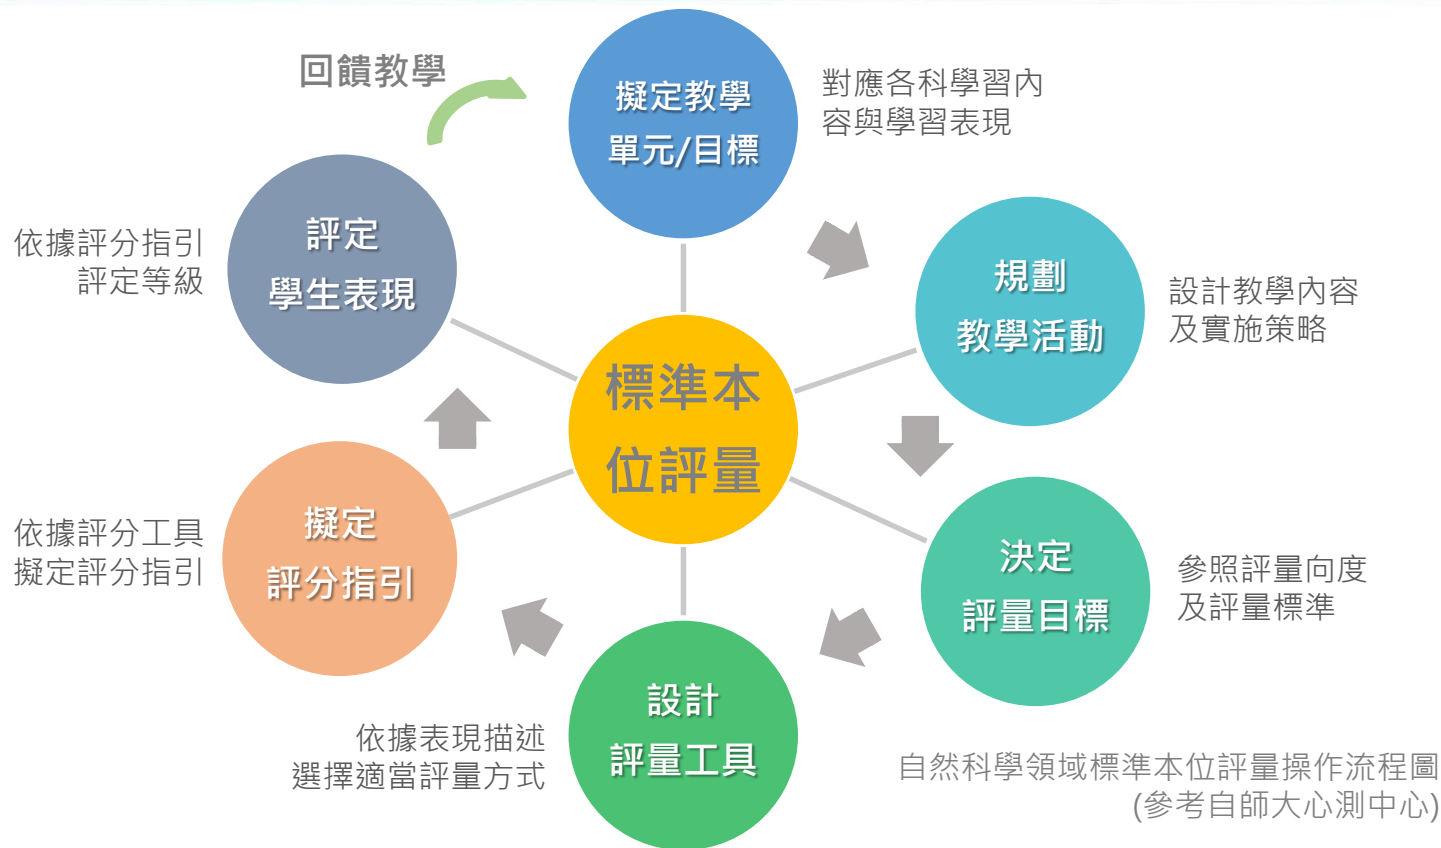 回饋教學
擬定教學
單元/目標
對應各科學習內
容與學習表現
規劃
教學活動
設計教學內容
及實施策略
決定
評量目標
參照評量向度
及評量標準
設計
評量工具
依據表現描述
選擇適當評量方式
擬定
評分指引
依據評分工具
擬定評分指引
評定
學生表現
依據評分指引
評定等級
標準本
位評量
自然科學領域標準本位評量操作流程圖
(參考自師大心測中心)